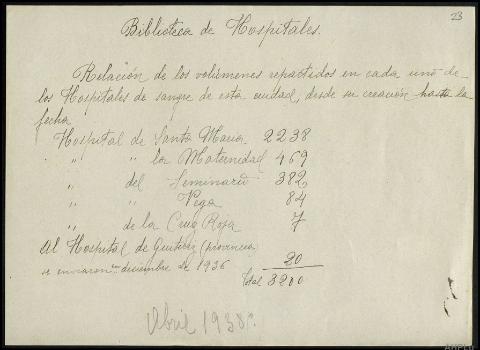 23
Biblioteca de Hospitales.
Relación de los volúmenes repartidos en cada uno de
los Hospitales de sangre de esta ciudad, desde su creación hasta la
fecha
Hospital de Santa María 2238
" " la Maternidad 469
" del Seminario 382
" " Vega 84
" de la Cruz Roja 7
Al Hospital de (provincia)
se enviaron en diciembre de 1936 20
Total 3200
Abril 1938